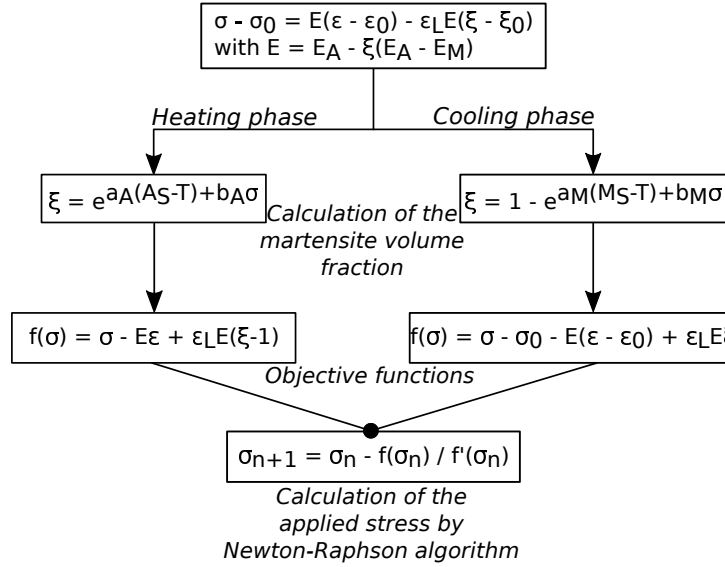 σ - σ0 = E(ε - ε0) - εLE(ξ - ξ0)
with E = EA - ξ(EA - EM)
Heating phase
Cooling phase
ξ = eaA(AS-T)+bAσ
ξ = 1 - eaM(MS-T)+bMσ
Calculation of the
martensite volume
fraction
f(σ) = σ - Eε + εLE(ξ-1)
f(σ) = σ - σ0 - E(ε - ε0) + εLEξ
Objective functions
σn+1 = σn - f(σn) / f'(σn)
Calculation of the
applied stress by
Newton-Raphson algorithm